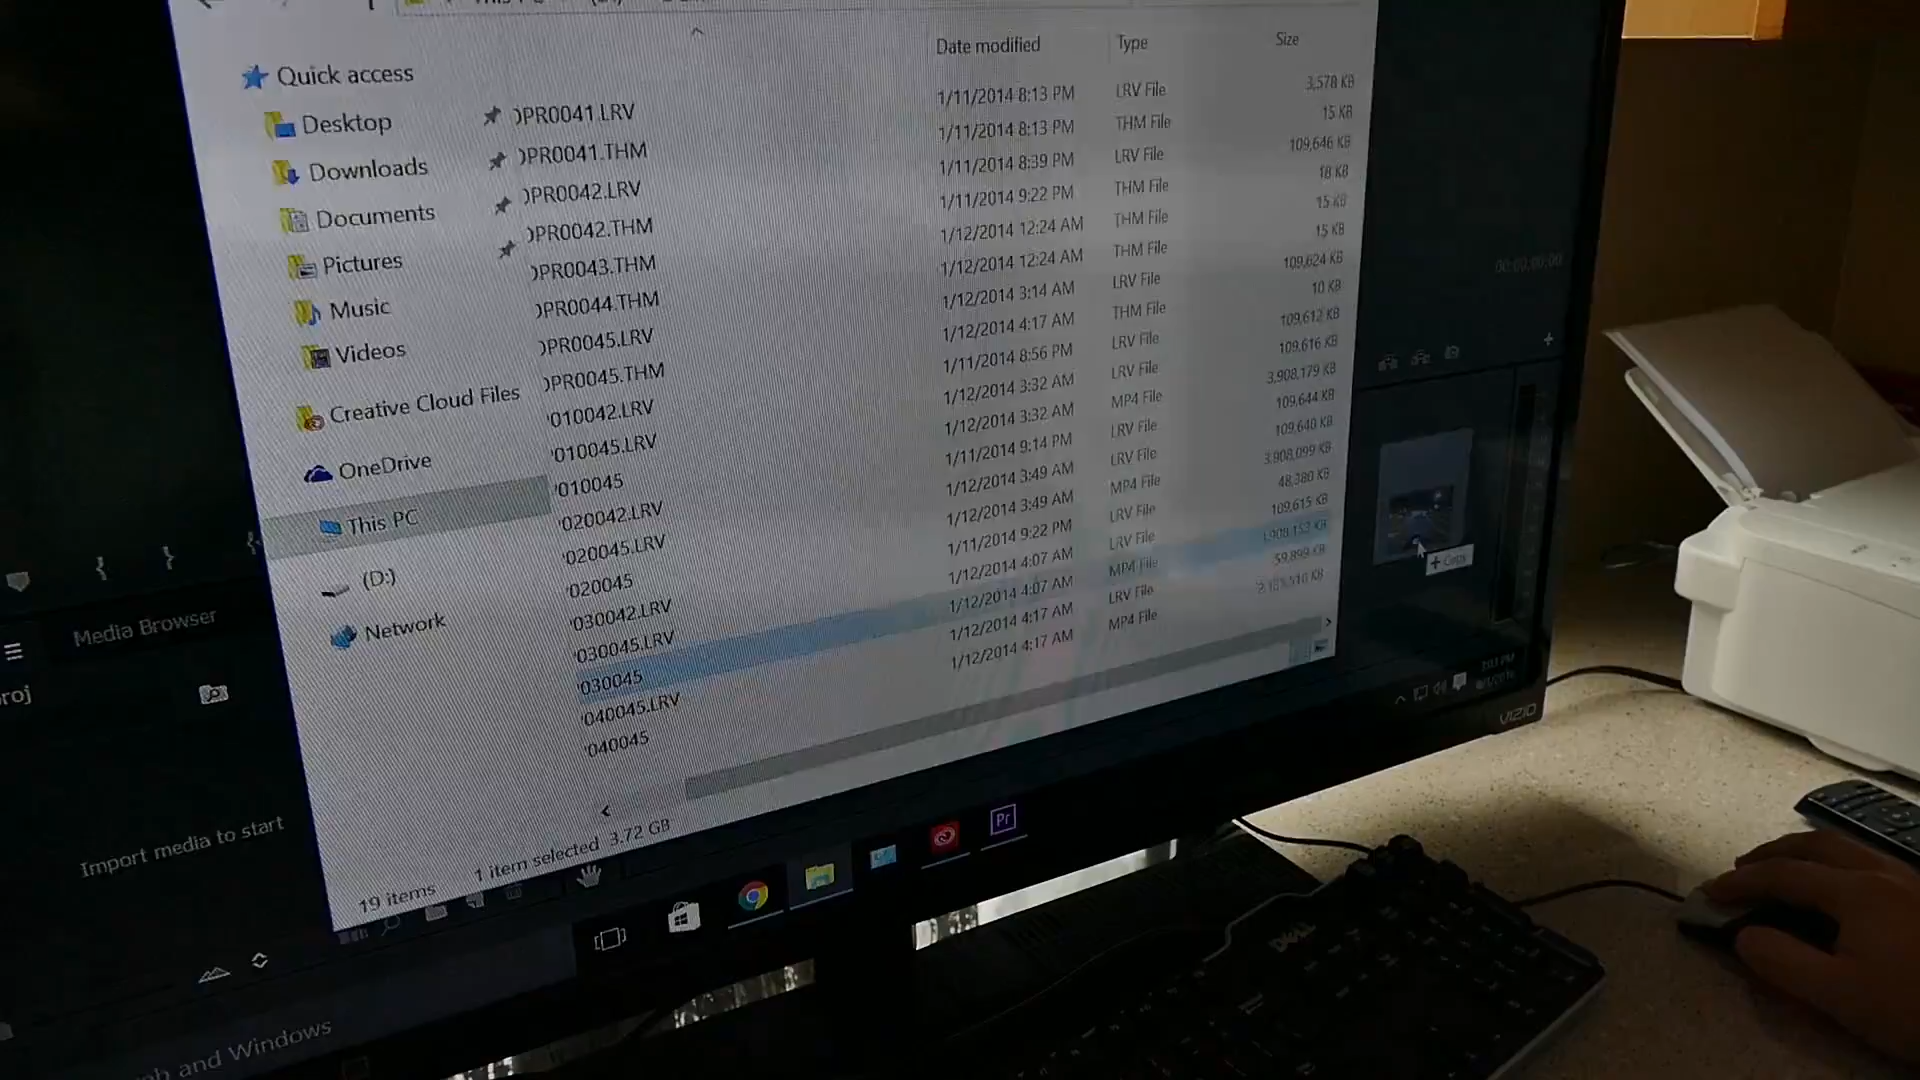 Date modified
Type
Size
Quick access
Desktop
Downloads
Documents
Pictures
Music
Videos
Creative Cloud Files
OneDrive
This PC
(D:)
Network
PR0041.LRV
PR0041.THM
PR0042.LRV
PR0042.THM
PR0043.THM
PR0044.THM
PR0045.LRV
PR0045.THM
010042.LRV
010045.LRV
010045
020042.LRV
020045.LRV
020045
030042.LRV
030045.LRV
030045
040045.LRV
040045
1/11/2014 8:13 PM
1/11/2014 8:13 PM
1/11/2014 8:39 PM
1/11/2014 9:22 PM
1/12/2014 12:24 AM
1/12/2014 12:24 AM
1/12/2014 3:14 AM
1/12/2014 4:17 AM
1/11/2014 8:56 PM
1/12/2014 3:32 AM
1/12/2014 3:32 AM
1/11/2014 9:14 PM
1/12/2014 3:49 AM
1/12/2014 3:49 AM
1/11/2014 9:22 PM
1/12/2014 4:07 AM
1/12/2014 4:07 AM
1/12/2014 4:17 AM
1/12/2014 4:17 AM
LRV File
THM File
LRV File
THM File
THM File
THM File
LRV File
THM File
LRV File
LRV File
MP4 File
LRV File
LRV File
MP4 File
LRV File
LRV File
MP4 File
LRV File
MP4 File
3,578 KB
15 KB
109,646 KB
18 KB
15 KB
15 KB
109,624 KB
10 KB
109,612 KB
109,616 KB
3,908,179 KB
109,644 KB
109,640 KB
3,908,099 KB
48,380 KB
109,615 KB
59,899 KB
19 items
1 item selected 3.72 GB
Media Browser
roj
Import media to start
and Windows
00:00:00:00
+ Copy
VIZIO
Pr
DELL